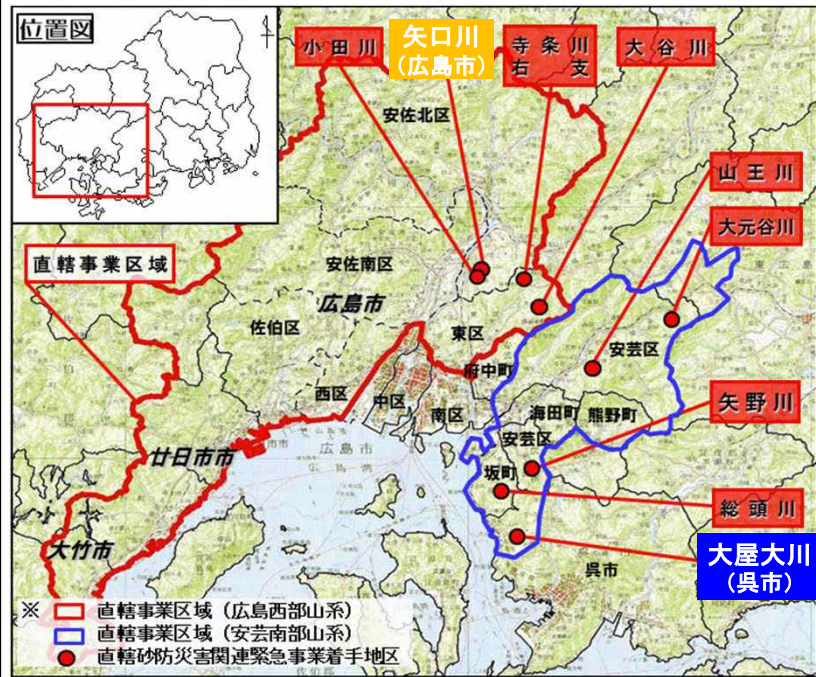 位置図
小田川
矢口川
（広島市）
寺条川
右支
大谷川
安佐北区
山王川
大元谷川
直轄事業区域
安佐南区
広島市
佐伯区
東区
安芸区
府中町
西区
中区
南区
海田町
熊野町
安芸区
矢野川
廿日市市
広島市
坂町
総頭川
大竹市
大屋大川
（呉市）
呉市
※
直轄事業区域（広島西部山系）
直轄事業区域（安芸南部山系）
直轄砂防災害関連緊急事業着手地区